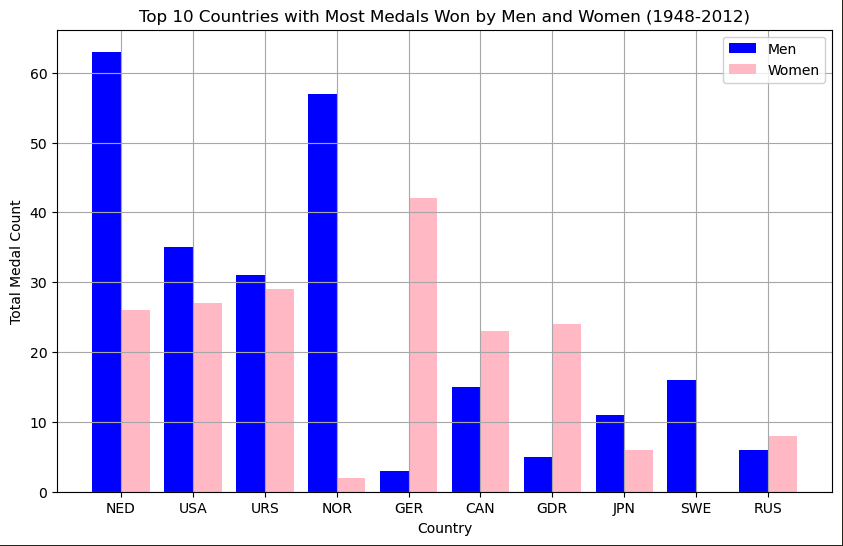 Top 10 Countries with Most Medals Won by Men and Women (1948-2012)
Men
Women
Total Medal Count
60
50
40
30
20
10
0
NED USA URS NOR GER CAN GDR JPN SWE RUS
Country